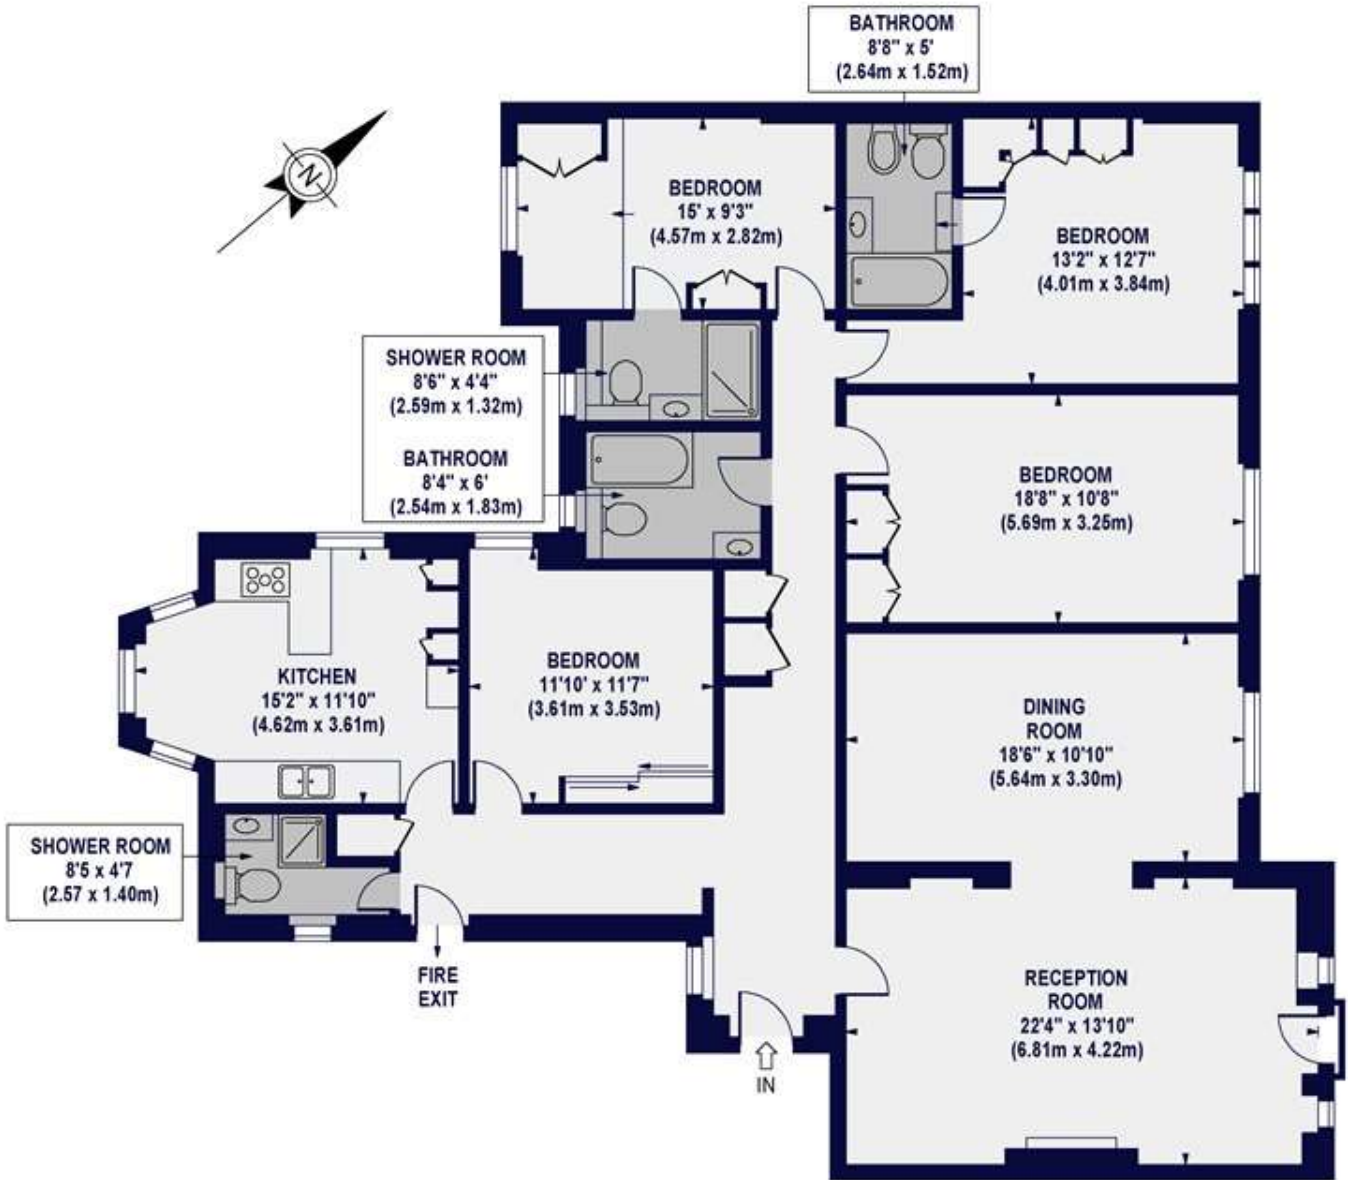 BATHROOM
8'8" x 5'
(2.64m x 1.52m)
N
BEDROOM
15' x 9'3"
(4.57m x 2.82m)
BEDROOM
13'2" x 12'7"
(4.01m x 3.84m)
SHOWER ROOM
8'6" x 4'4"
(2.59m x 1.32m)
BATHROOM
8'4" x 6'
(2.54m x 1.83m)
BEDROOM
18'8" x 10'8"
(5.69m x 3.25m)
KITCHEN
15'2" x 11'10"
(4.62m x 3.61m)
BEDROOM
11'10' x 11'7"
(3.61m x 3.53m)
DINING
ROOM
18'6" x 10'10"
(5.64m x 3.30m)
SHOWER ROOM
8'5 x 4'7
(2.57 x 1.40m)
FIRE
EXIT
RECEPTION
ROOM
22'4" x 13'10"
(6.81m x 4.22m)
IN